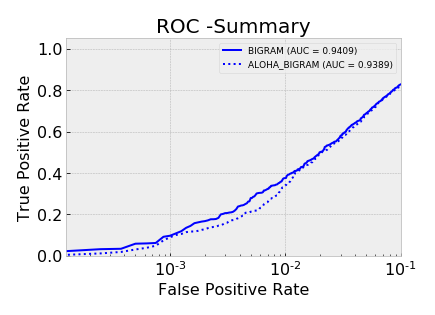 ROC -Summary
BIGRAM (AUC = 0.9409)
ALOHA_BIGRAM (AUC = 0.9389)
True Positive Rate
1.0
0.8
0.6
0.4
0.2
0.0
10^-3 10^-2 10^-1
False Positive Rate